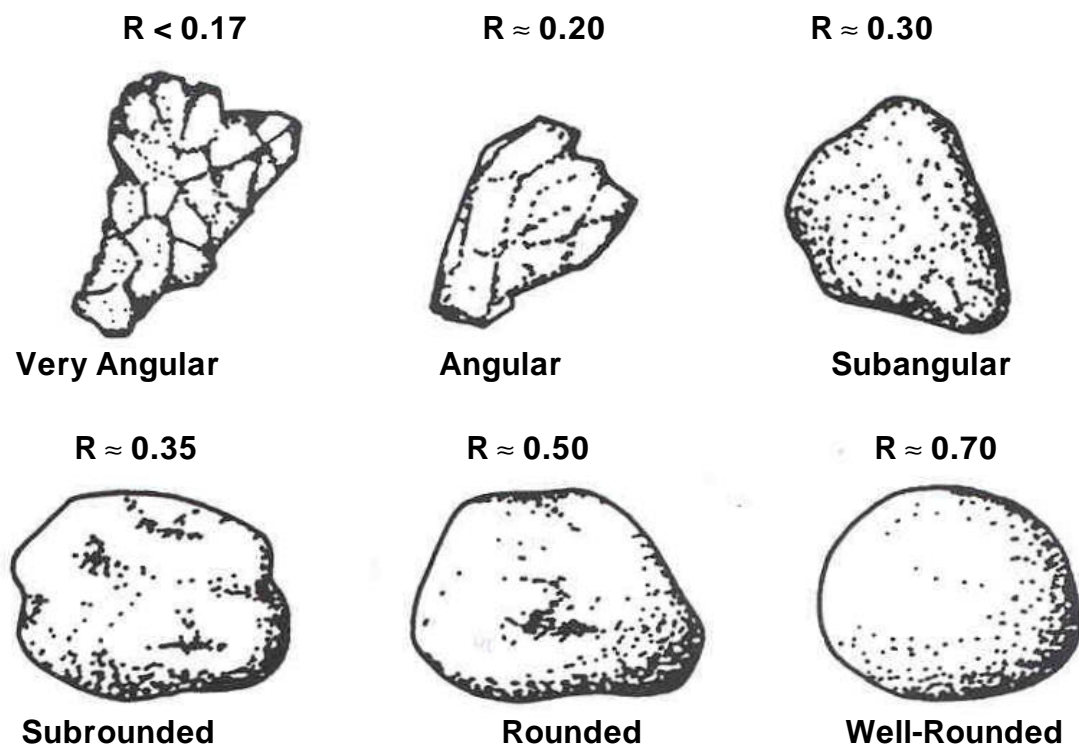 R < 0.17
R ≈ 0.20
R ≈ 0.30
Very Angular
Angular
Subangular
R ≈ 0.35
R ≈ 0.50
R ≈ 0.70
Subrounded
Rounded
Well-Rounded